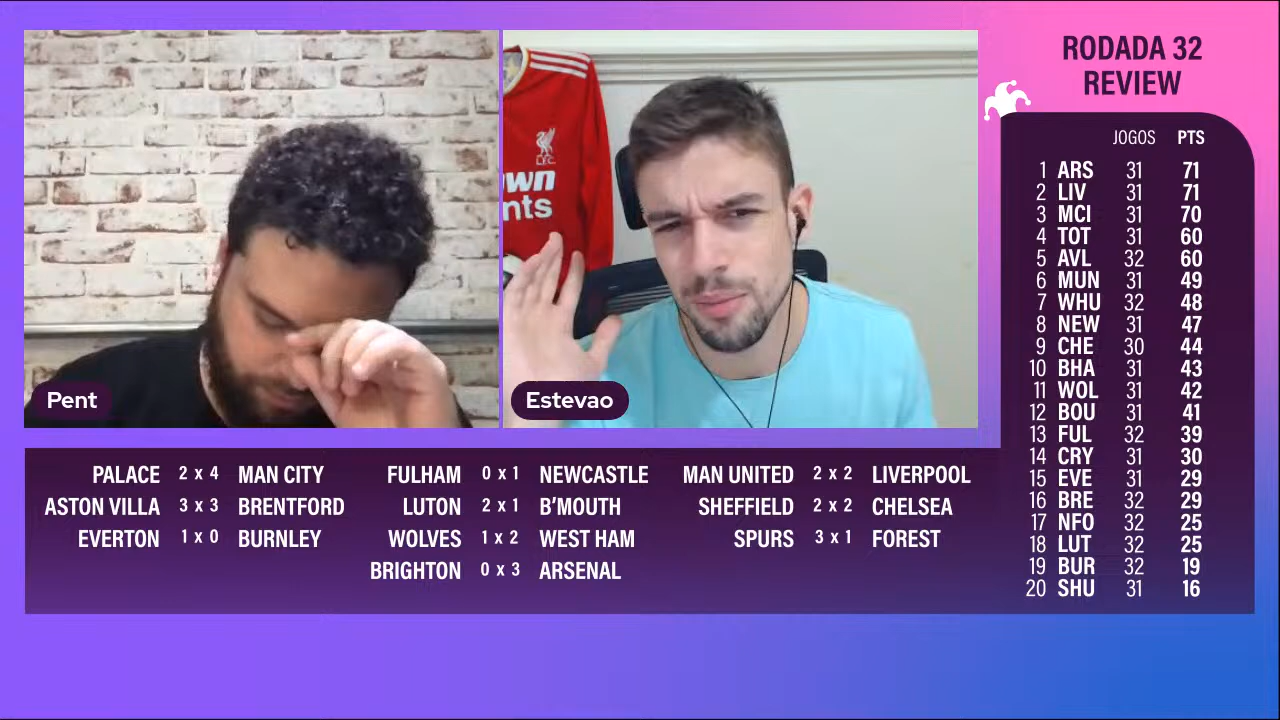 RODADA 32
REVIEW
L.F.C.
wn
nts
Pent
Estevao
JOGOS PTS
1 ARS 31 71
2 LIV 31 71
3 MCI 31 70
4 TOT 31 60
5 AVL 32 60
6 MUN 31 49
7 WHU 32 48
8 NEW 31 47
9 CHE 30 44
10 BHA 31 43
11 WOL 31 42
12 BOU 31 41
13 FUL 32 39
14 CRY 31 30
15 EVE 31 29
16 BRE 32 29
17 NFO 32 25
18 LUT 32 25
19 BUR 32 19
20 SHU 31 16
PALACE 2 x 4 MAN CITY
ASTON VILLA 3 x 3 BRENTFORD
EVERTON 1 x 0 BURNLEY
FULHAM 0 x 1 NEWCASTLE
LUTON 2 x 1 B'MOUTH
WOLVES 1 x 2 WEST HAM
BRIGHTON 0 x 3 ARSENAL
MAN UNITED 2 x 2 LIVERPOOL
SHEFFIELD 2 x 2 CHELSEA
SPURS 3 x 1 FOREST